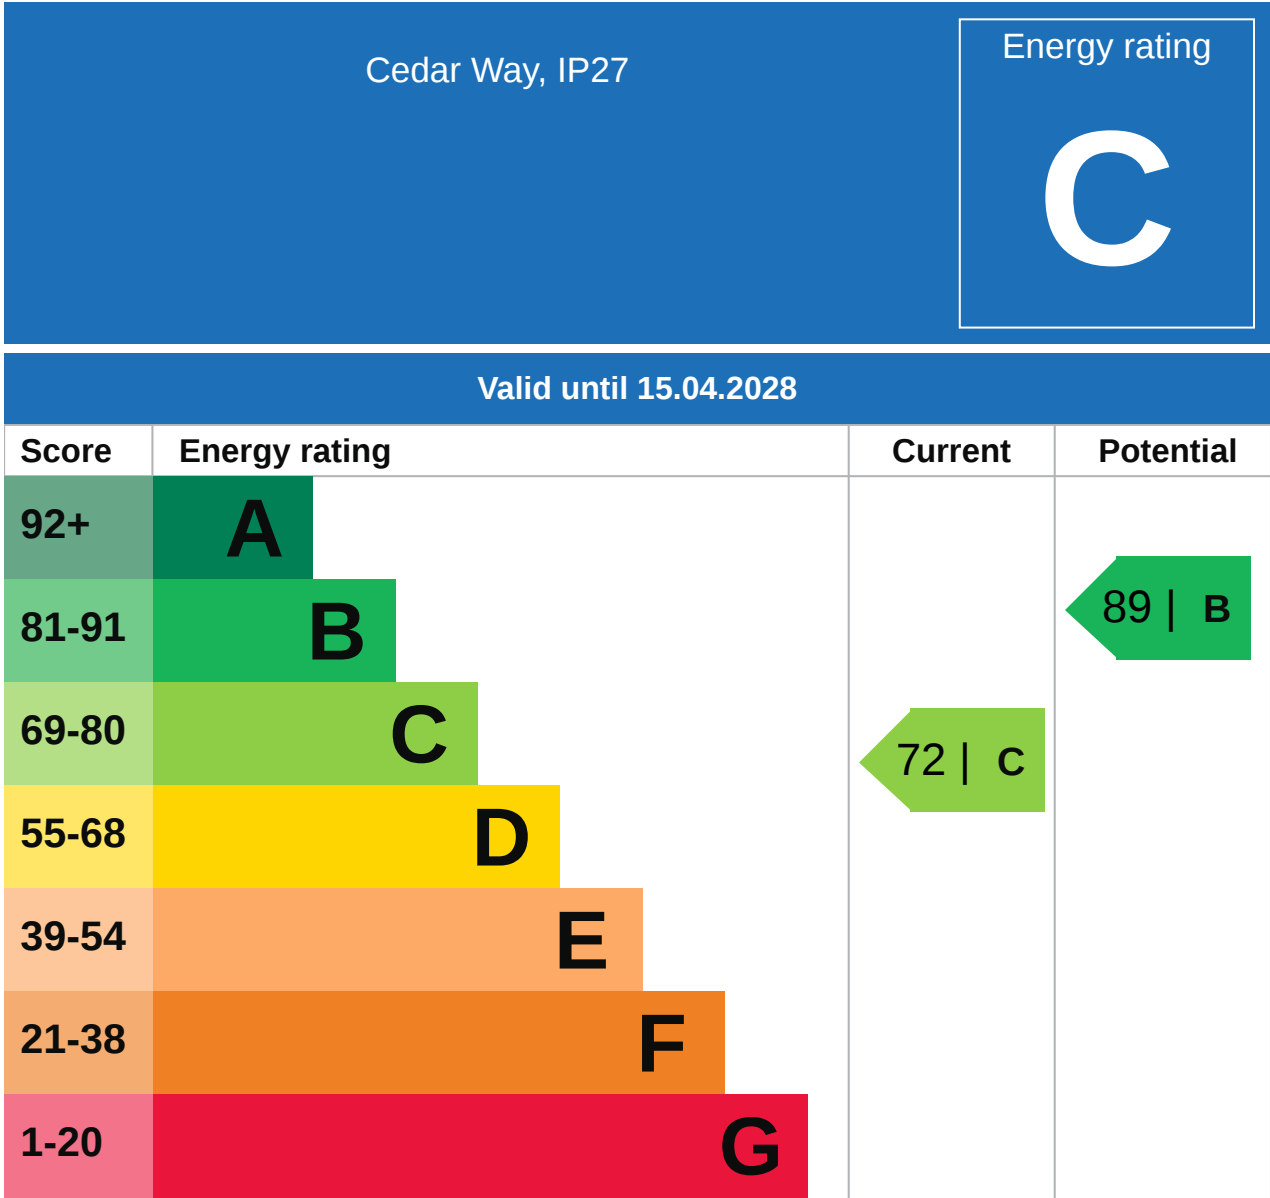 Cedar Way, IP27
Energy rating
C
Valid until 15.04.2028
Score Energy rating Current Potential
92+ A
81-91 B 89 | B
69-80 C 72 | C
55-68 D
39-54 E
21-38 F
1-20 G